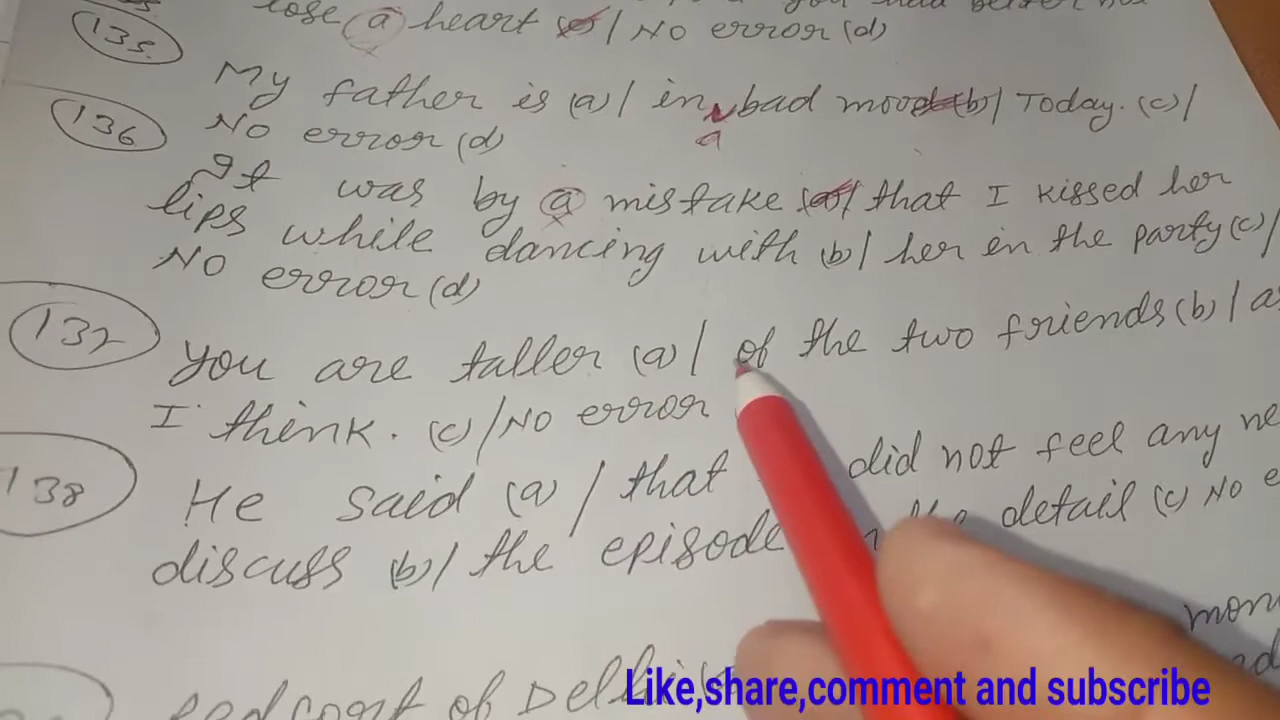 lose a heart (c)/ No error (d)
135.
My father is (a)/ in bad mood (b)/ Today. (c)/
a
No error (d)
136
It was by a mistake (a)/ that I kissed her
lips while dancing with (b)/ her in the party (c)/
No error (d)
137
You are taller (a)/ of the two friends (b)/ as
I think. (c)/ No error
138
He said (a)/ that did not feel any
discuss (b)/ the episode detail (c) No
of Delhi
Like,share,comment and subscribe